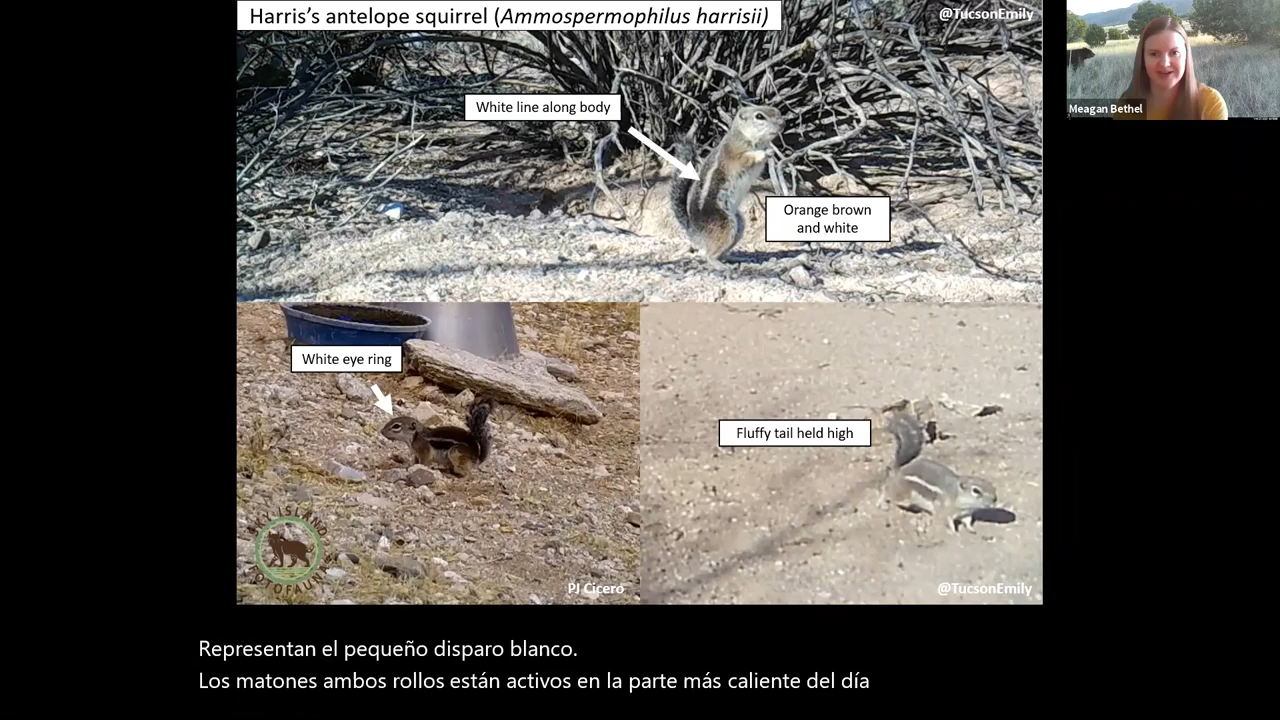 Harris's antelope squirrel (Ammospermophilus harrisii)
@TucsonEmily
Meagan Bethel
White line along body
Orange brown
and white
White eye ring
Fluffy tail held high
ISLAND
PJ Cicero
@TucsonEmily
Representan el pequeño disparo blanco.
Los matones ambos rollos están activos en la parte más caliente del día